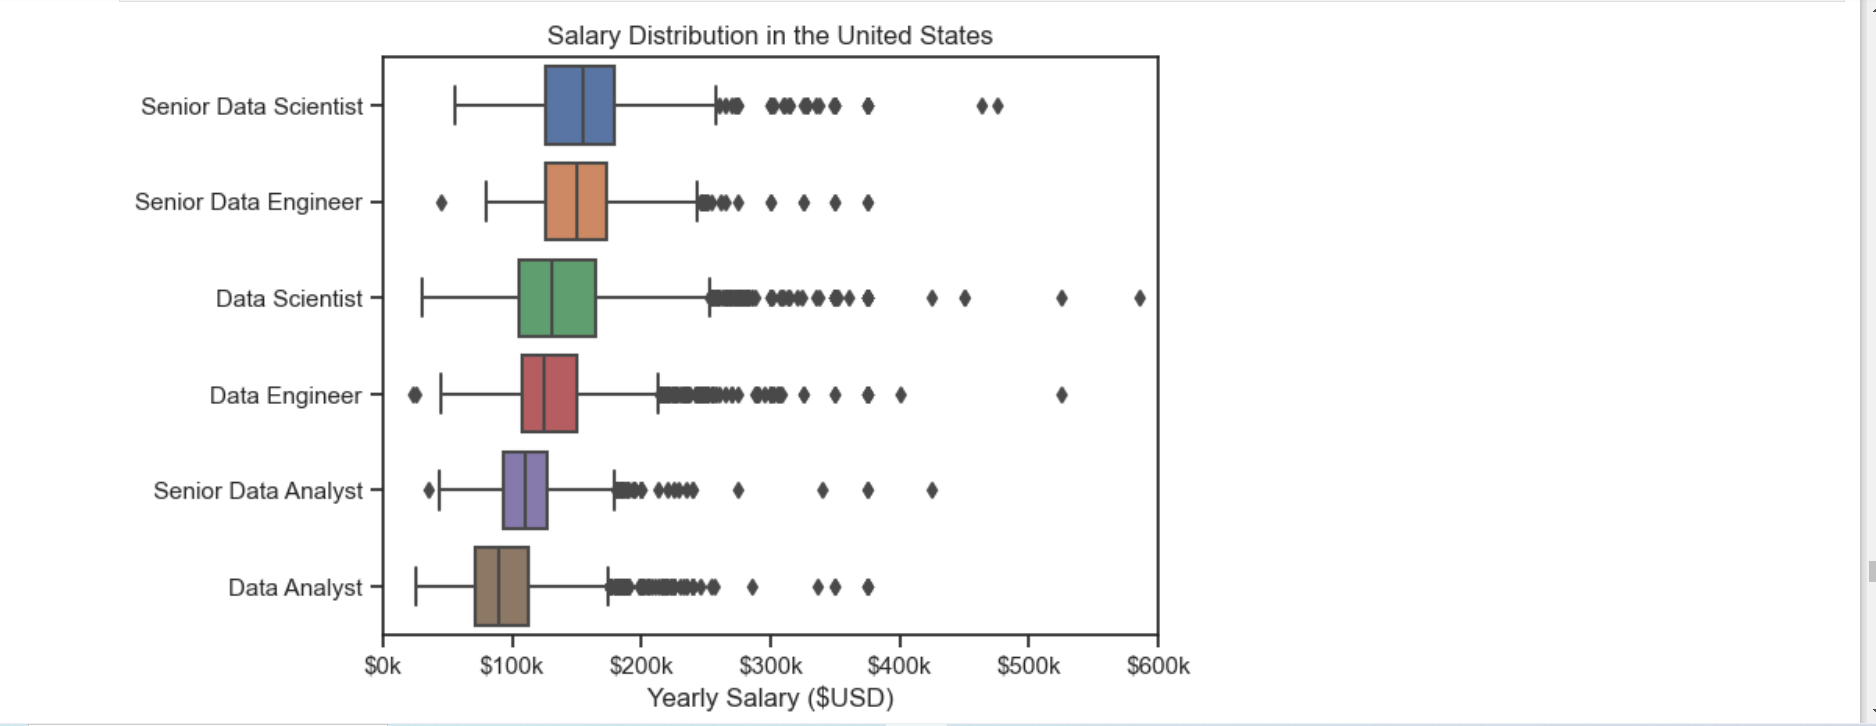 Salary Distribution in the United States
Senior Data Scientist
Senior Data Engineer
Data Scientist
Data Engineer
Senior Data Analyst
Data Analyst
$0k $100k $200k $300k $400k $500k $600k
Yearly Salary ($USD)